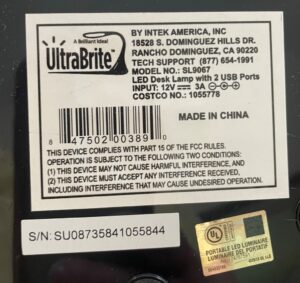 A Brilliant Idea!
UltraBrite
BY INTEK AMERICA, INC
18528 S. DOMINGUEZ HILLS DR.
RANCHO DOMINGUEZ, CA 90220
TECH SUPPORT (877) 654-1991
MODEL NO.: SL9067
LED Desk Lamp with 2 USB Ports
INPUT: 12V 3A
COSTCO NO.: 1055778
8 47502 00389 0
MADE IN CHINA
THIS DEVICE COMPLIES WITH PART 15 OF THE FCC RULES.
OPERATION IS SUBJECT TO THE FOLLOWING TWO CONDITIONS:
(1) THIS DEVICE MAY NOT CAUSE HARMFUL INTERFERENCE, AND
(2) THIS DEVICE MUST ACCEPT ANY INTERFERENCE RECEIVED,
INCLUDING INTERFERENCE THAT MAY CAUSE UNDESIRED OPERATION
S/N: SU08735841055844
UL
PORTABLE LED LUMINAIRE
LUMINAIRE DEL PORTATIF